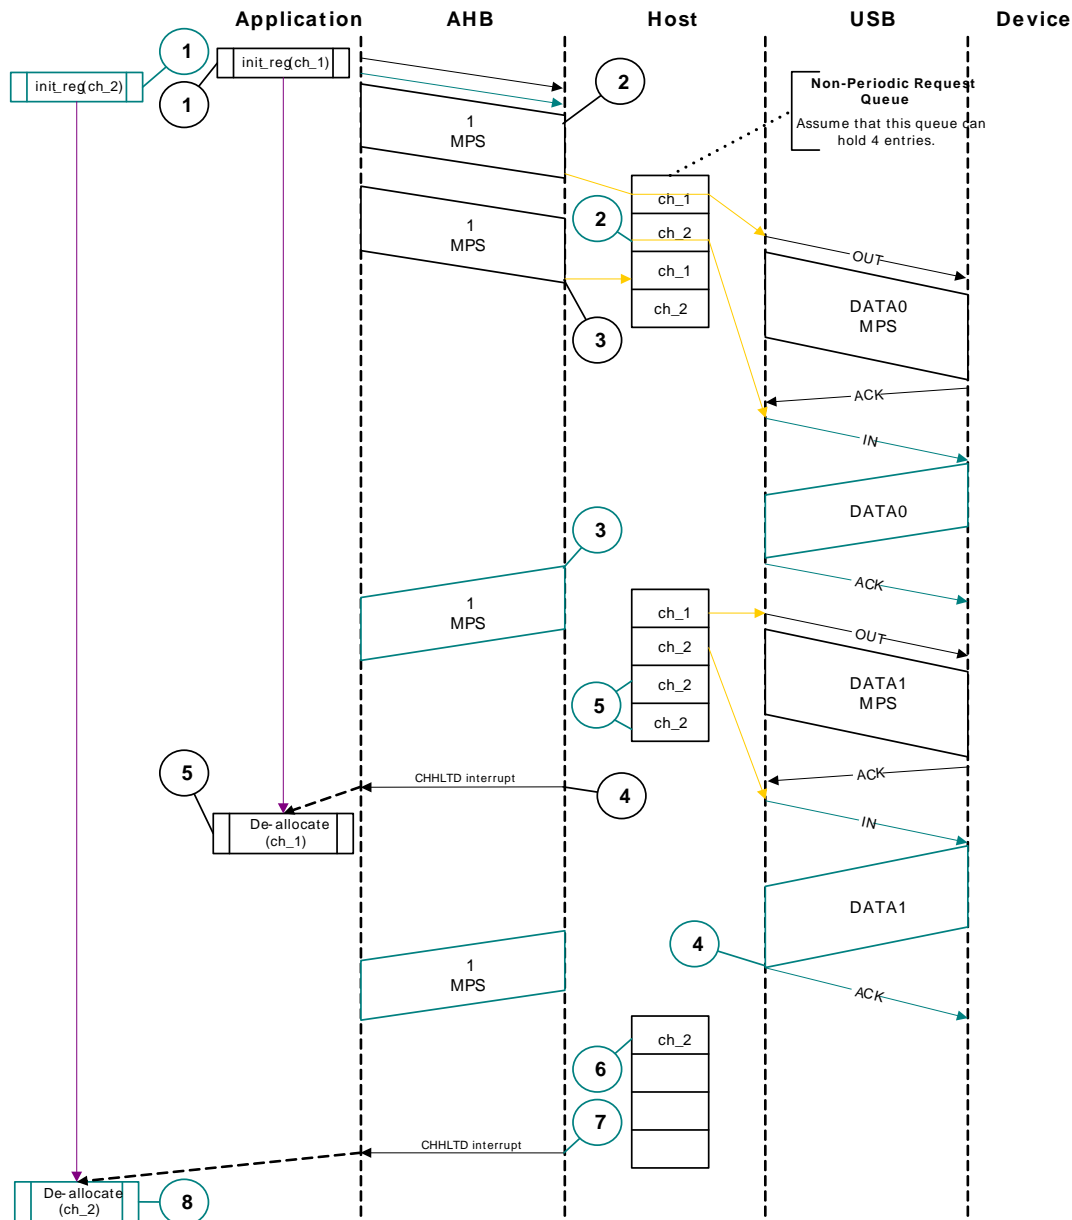 Application AHB Host USB Device
1
init_reg(ch_1)
init_reg(ch_2)
1
2
Non-Periodic Request
Queue
Assume that this queue can
hold 4 entries.
1
MPS
ch_1
2
ch_2
1
MPS
ch_1
ch_2
OUT
DATA0
MPS
3
ACK
IN
DATA0
3
ACK
1
MPS
ch_1
ch_2
ch_2
ch_2
5
OUT
DATA1
MPS
5
CHHLTD interrupt
4
ACK
De-allocate
(ch_1)
IN
DATA1
4
1
MPS
ACK
ch_2
6
7
CHHLTD interrupt
De-allocate
(ch_2)
8